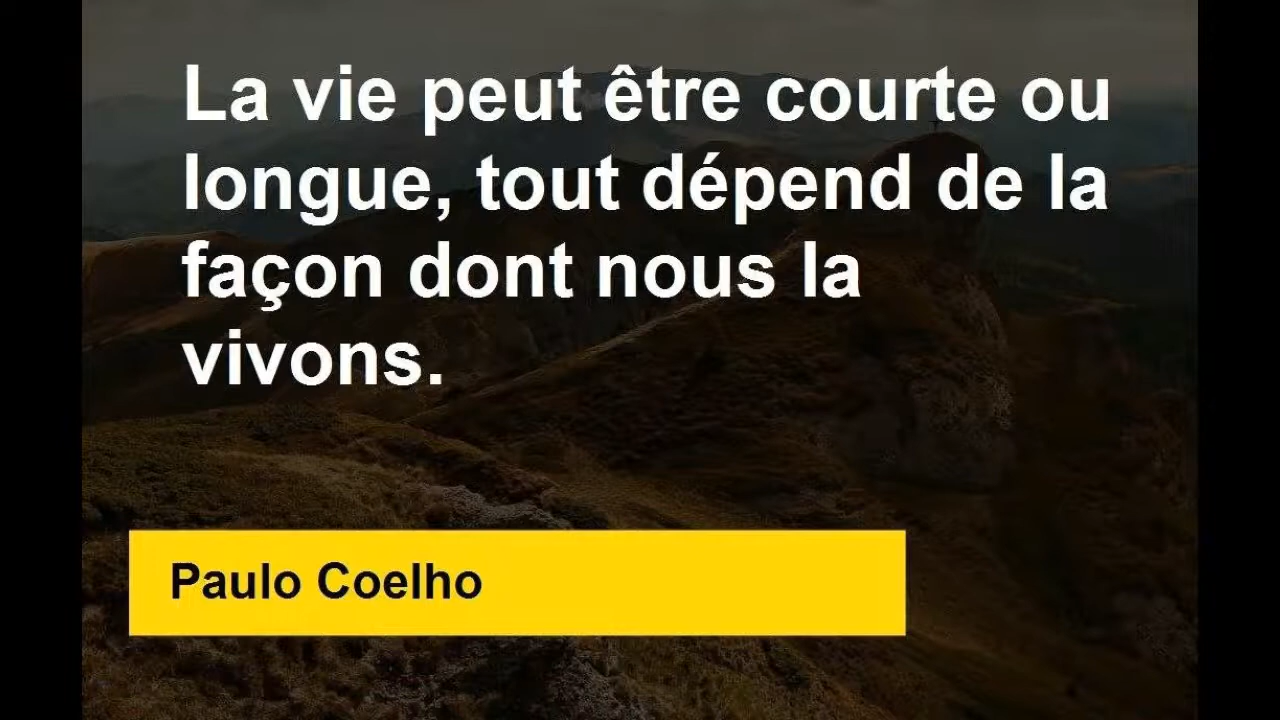 La vie peut être courte ou
longue, tout dépend de la
façon dont nous la
vivons.
Paulo Coelho